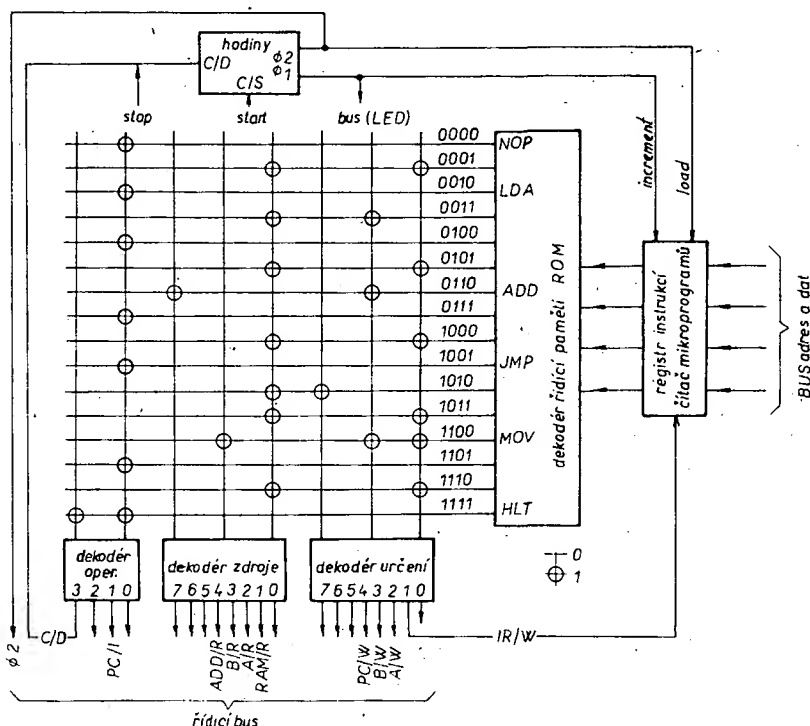 hodiny
C/D
ϕ2
ϕ1
C/S
stop
start
bus (LED)
increment
load
0000 NOP
0001
0010 LDA
0011
0100
0101
0110 ADD
0111
1000
1001 JMP
1010
1011
1100 MOV
1101
1110
1111 HLT
dekodér řídicí paměti ROM
régistr instrukcí
čítač mikroprogramů
BUS adres a dat
0
1
dekodér
oper.
3 2 1 0
dekodér zdroje
7 6 5 4 3 2 1 0
dekodér určení
7 6 5 4 3 2 1 0
ϕ2
C/D
PC/I
ADD/R
B/R
A/R
RAM/R
PC/W
B/W
A/W
IR/W
řídicí bus